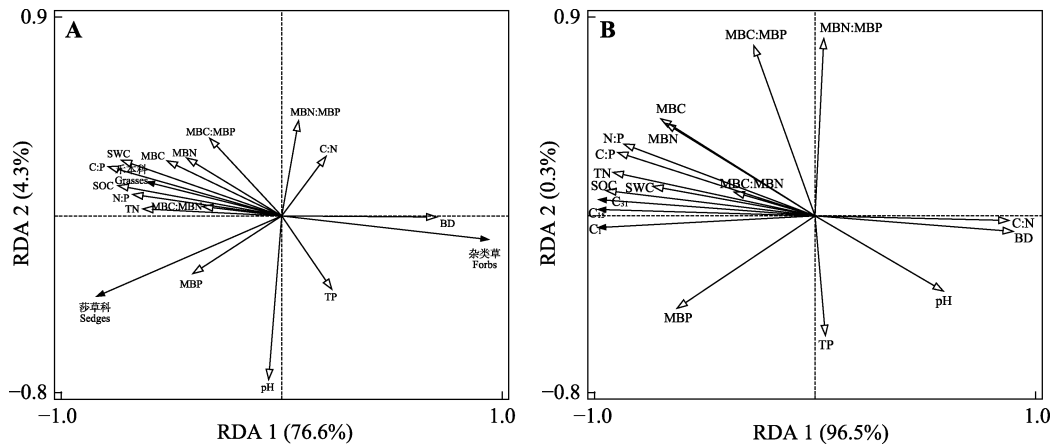 0.9
A
MBN:MBP
MBC:MBP
C:N
SWC
MBC
MBN
C:P
禾本科
Grasses
SOC
N:P
TN
MBC:MBN
BD
杂类草
Forbs
MBP
TP
莎草科
Sedges
pH
RDA 2 (4.3%)
−0.8
−1.0
1.0
RDA 1 (76.6%)
0.9
B
MBC:MBP
MBN:MBP
MBC
MBN
N:P
C:P
TN
SOC
SWC
MBC:MBN
C:N
BD
pH
MBP
TP
RDA 2 (0.3%)
−0.8
−1.0
1.0
RDA 1 (96.5%)